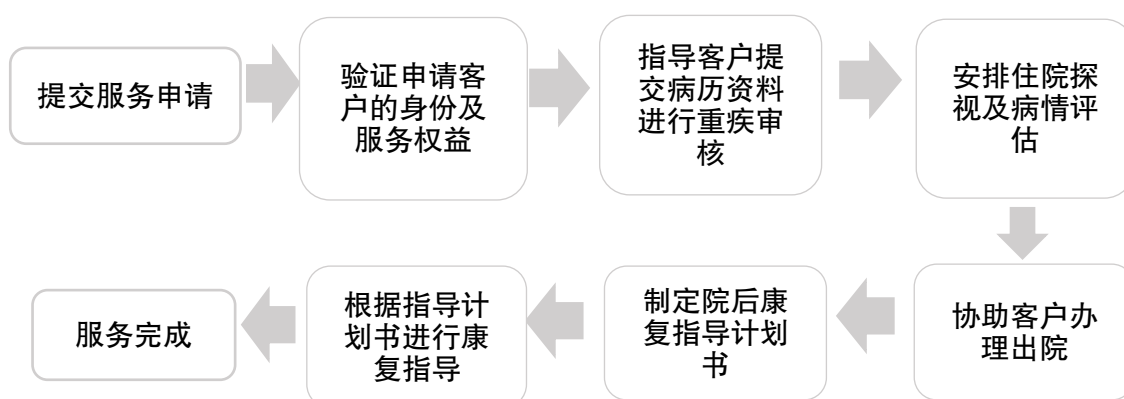 提交服务申请
验证申请客
户的身份及
服务权益
指导客户提
交病历资料
进行重疾审
核
安排住院探
视及病情评
估
协助客户办
理出院
制定院后康
复指导计划
书
根据指导计
划书进行康
复指导
服务完成